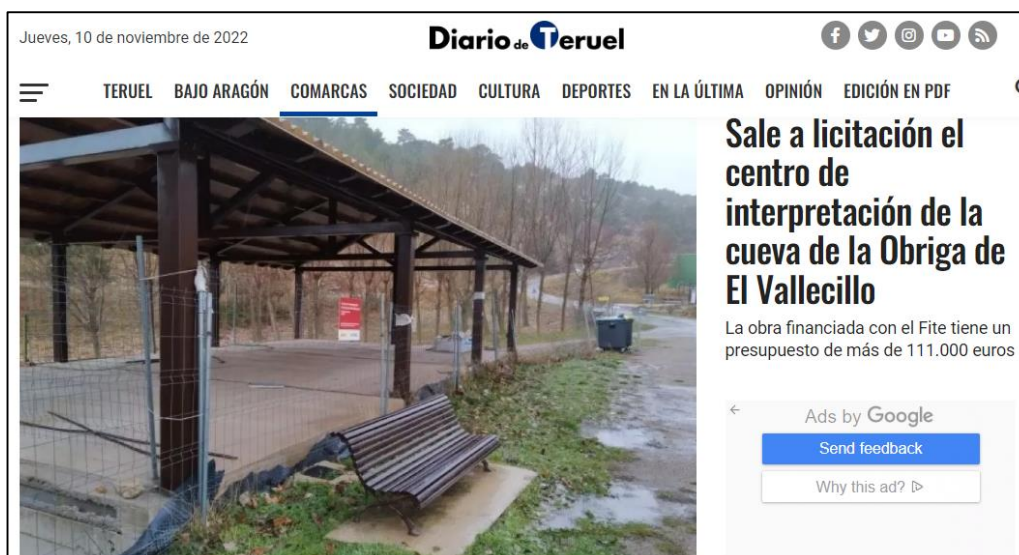 Jueves, 10 de noviembre de 2022
Diario de Teruel
TERUEL BAJO ARAGÓN COMARCAS SOCIEDAD CULTURA DEPORTES EN LA ÚLTIMA OPINIÓN EDICIÓN EN PDF
Sale a licitación el
centro de
interpretación de la
cueva de la Obriga de
El Vallecillo
La obra financiada con el Fite tiene un
presupuesto de más de 111.000 euros
Ads by Google
Send feedback
Why this ad?